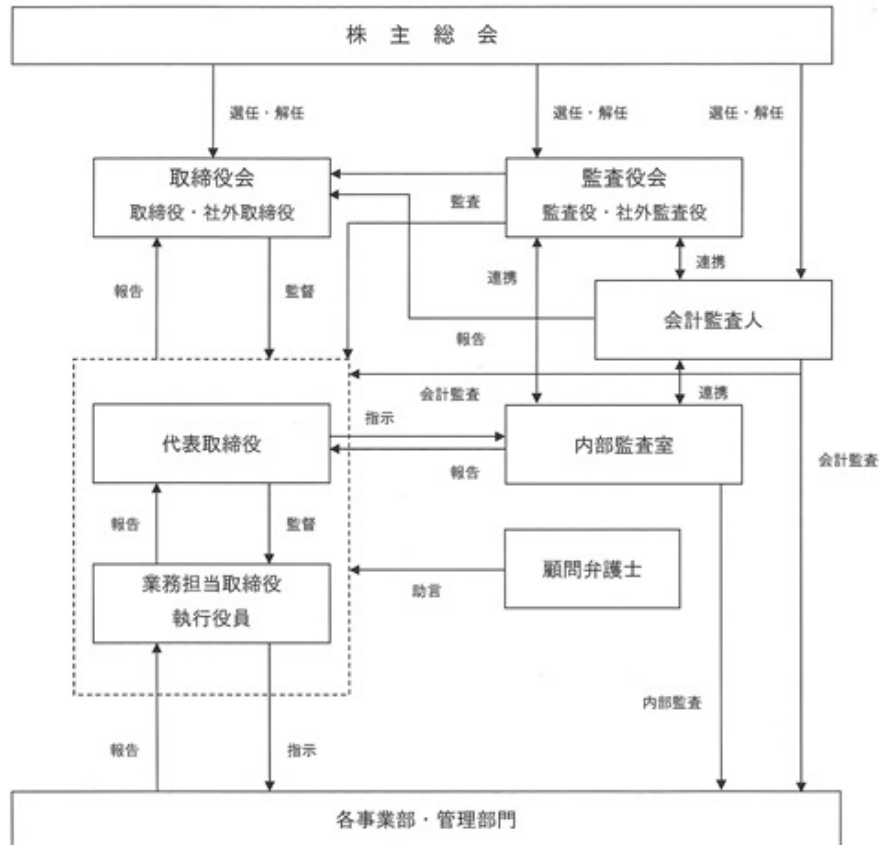 株 主 総 会
選任・解任
選任・解任
選任・解任
取締役会
取締役・社外取締役
監査
監査役会
監査役・社外監査役
連携
連携
報告
監督
会計監査人
報告
会計監査
連携
代表取締役
指示
報告
内部監査室
会計監査
報告
監督
業務担当取締役
執行役員
助言
顧問弁護士
内部監査
報告
指示
各事業部・管理部門